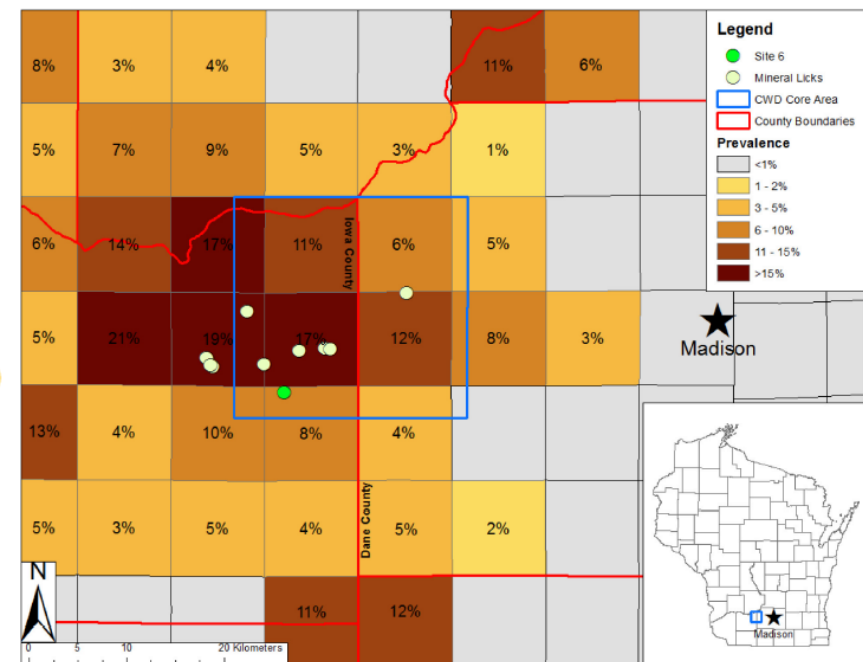 8% 3% 4% 11% 6%
5% 7% 9% 5% 3% 1%
6% 14% 17% 11% 6% 5%
5% 21% 19% 17% 12% 8% 3%
13% 4% 10% 8% 4%
5% 3% 5% 4% 5% 2%
11% 12%
Iowa County
Dane County
Madison
N
0 5 10 20 Kilometers
Legend
Site 6
Mineral Licks
CWD Core Area
County Boundaries
Prevalence
<1%
1 - 2%
3 - 5%
6 - 10%
11 - 15%
>15%
Madison